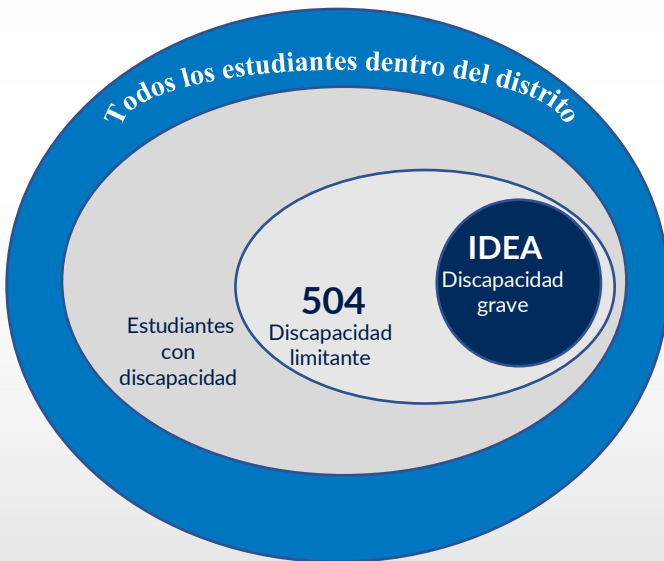 Todos los estudiantes dentro del distrito
IDEA
Discapacidad
grave
504
Discapacidad
limitante
Estudiantes
con
discapacidad